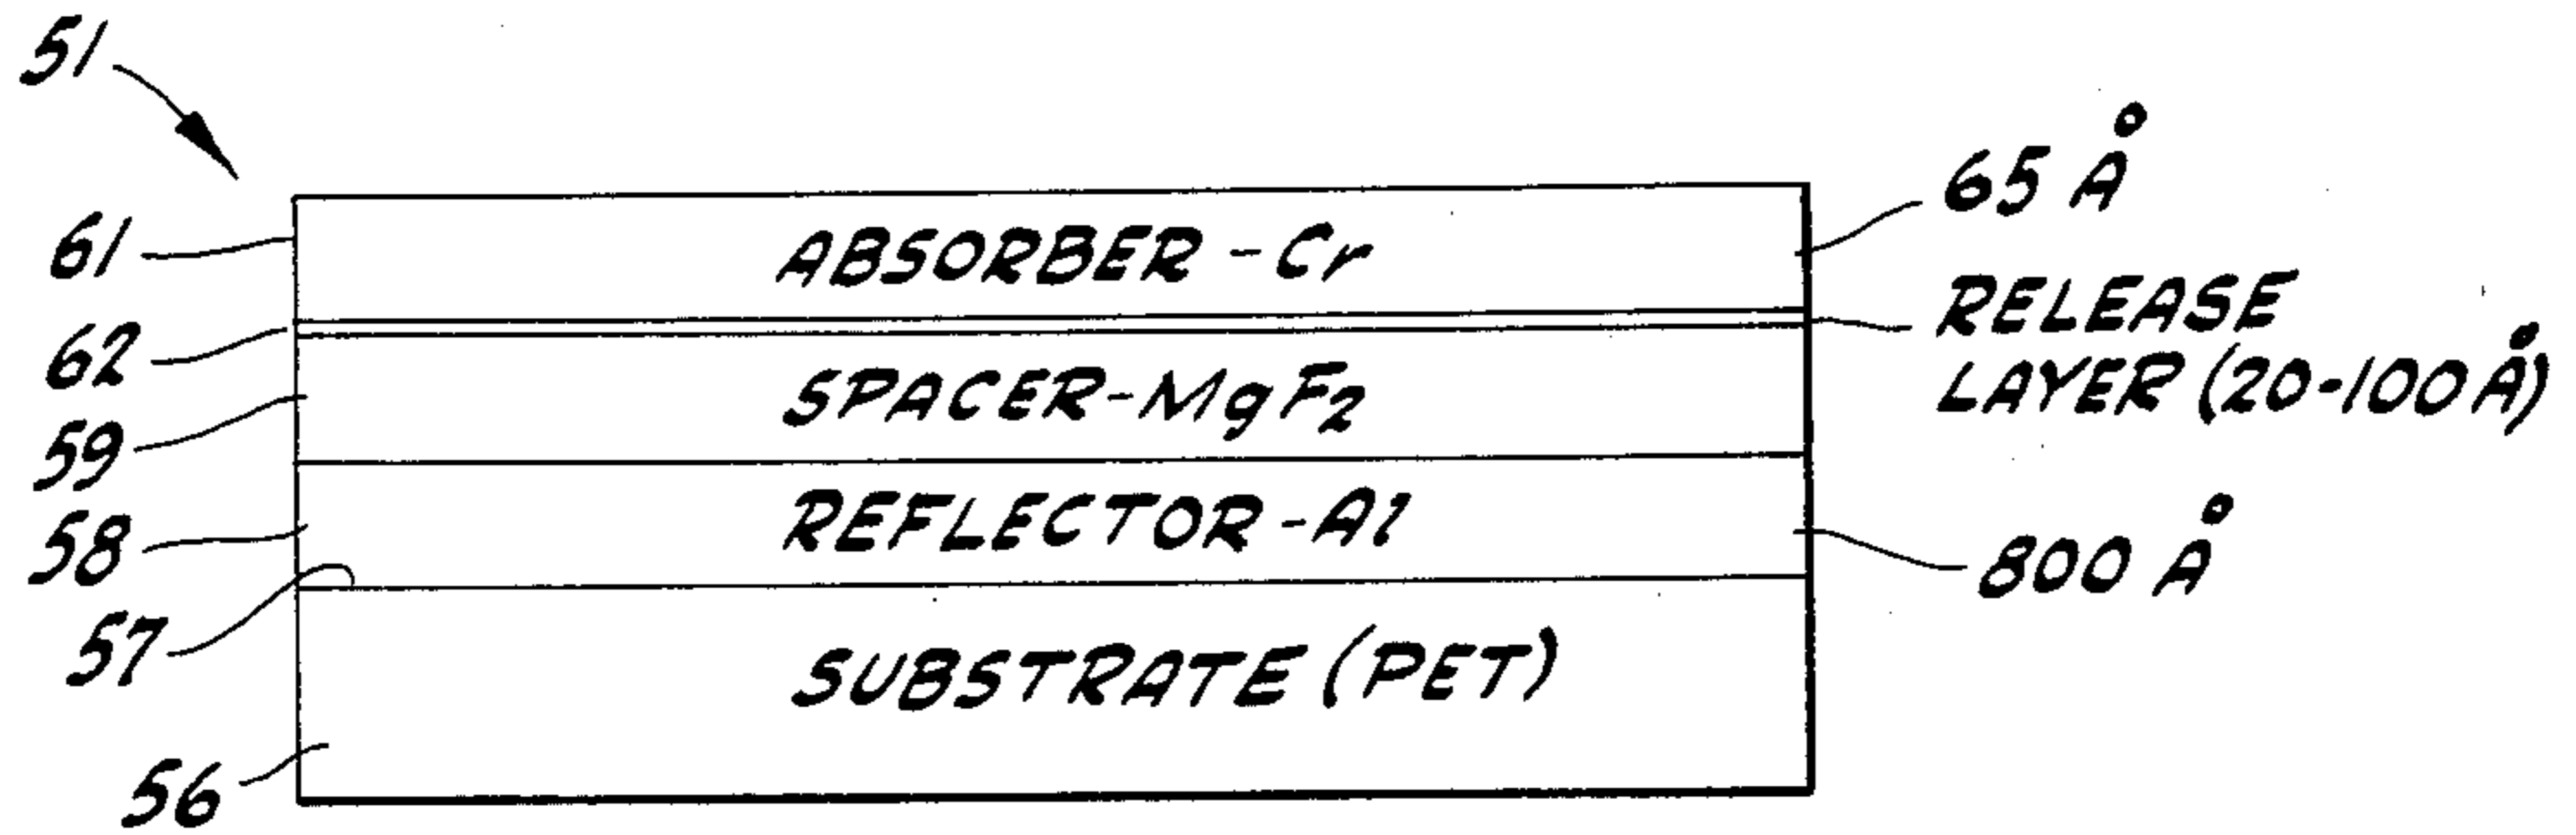 51
61
ABSORBER-Cr
65 Å
62
RELEASE
LAYER (20-100 Å)
59
SPACER-MgF2
58
REFLECTOR-Al
800 Å
57
SUBSTRATE (PET)
56